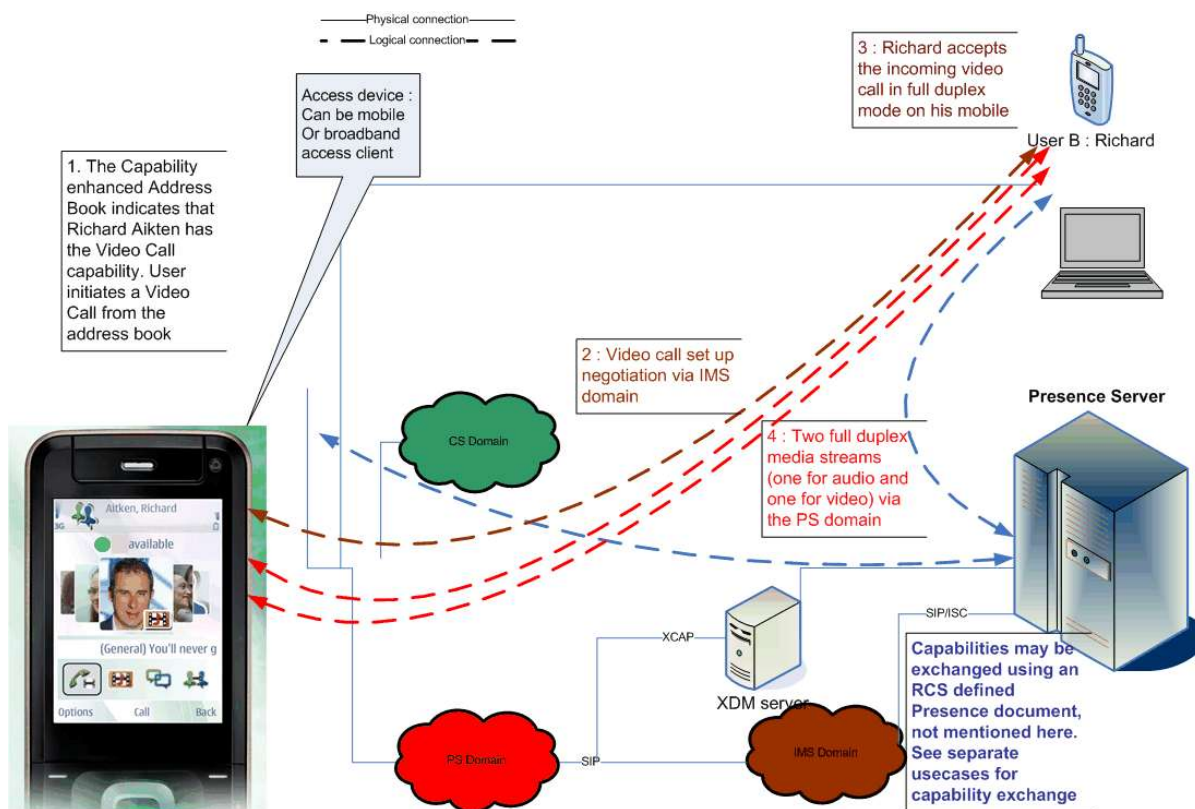 Physical connection
Logical connection
3 : Richard accepts
the incoming video
call in full duplex
mode on his mobile
Access device :
Can be mobile
Or broadband
access client
User B : Richard
1. The Capability
enhanced Address
Book indicates that
Richard Aikten has
the Video Call
capability. User
initiates a Video
Call from the
address book
2 : Video call set up
negotiation via IMS
domain
Presence Server
CS Domain
4 : Two full duplex
media streams
(one for audio and
one for video) via
the PS domain
3G
Aitken, Richard
available
(General) You'll never g
Options
Call
Back
XCAP
SIP/ISC
XDM server
Capabilities may be
exchanged using an
RCS defined
Presence document,
not mentioned here.
See separate
usecases for
capability exchange
PS Domain
SIP
IMS Domain